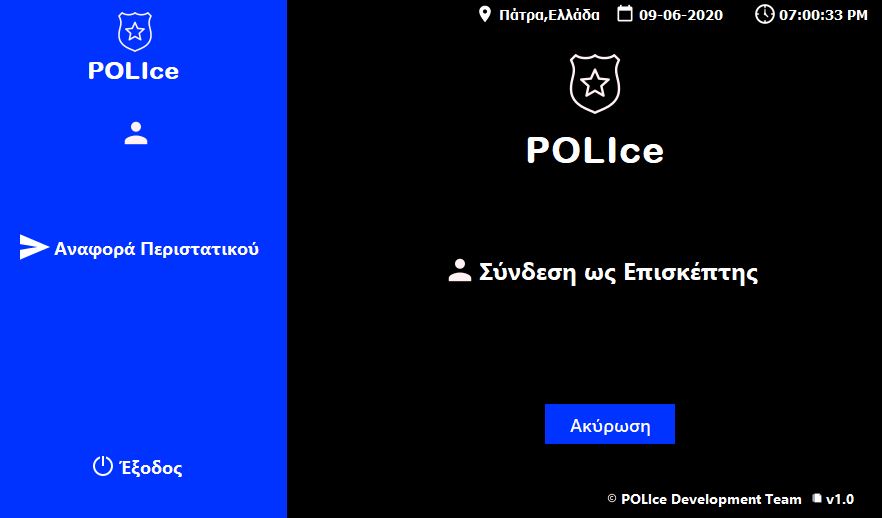 POLIce
Αναφορά Περιστατικού
Έξοδος
Πάτρα,Ελλάδα 09-06-2020 07:00:33 PM
POLIce
Σύνδεση ως Επισκέπτης
Ακύρωση
© POLIce Development Team v1.0